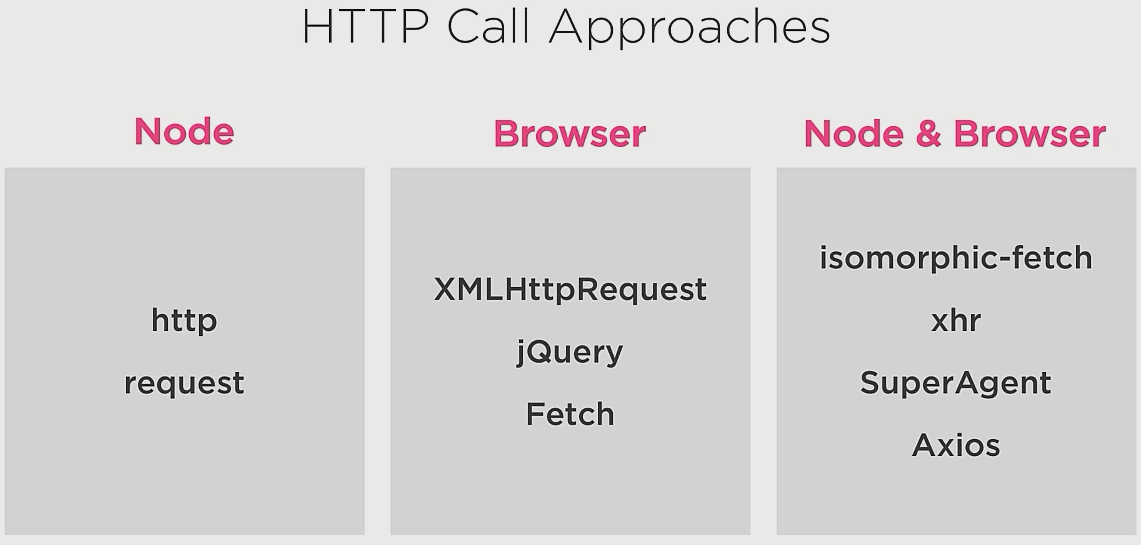 HTTP Call Approaches
Node
http
request
Browser
XMLHttpRequest
jQuery
Fetch
Node & Browser
isomorphic-fetch
xhr
SuperAgent
Axios